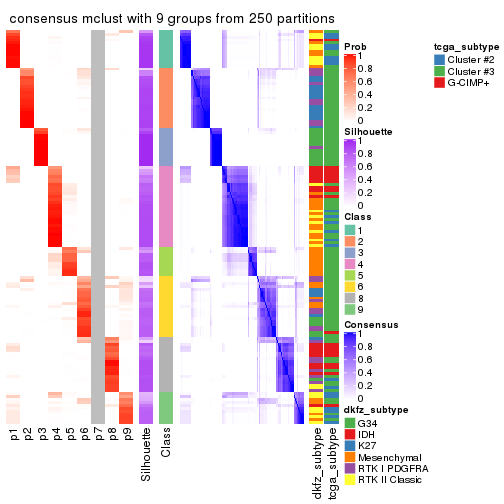 consensus mclust with 9 groups from 250 partitions
Prob
1
0.8
0.6
0.4
0.2
0
Silhouette
1
0.8
0.6
0.4
0.2
0
Class
1
2
3
4
5
6
8
9
Consensus
1
0.8
0.6
0.4
0.2
0
dkfz_subtype
G34
IDH
K27
Mesenchymal
RTK I PDGFRA
RTK II Classic
tcga_subtype
Cluster #2
Cluster #3
G-CIMP+
p1
p2
p3
p4
p5
p6
p7
p8
p9
Silhouette
Class
dkfz_subtype
tcga_subtype